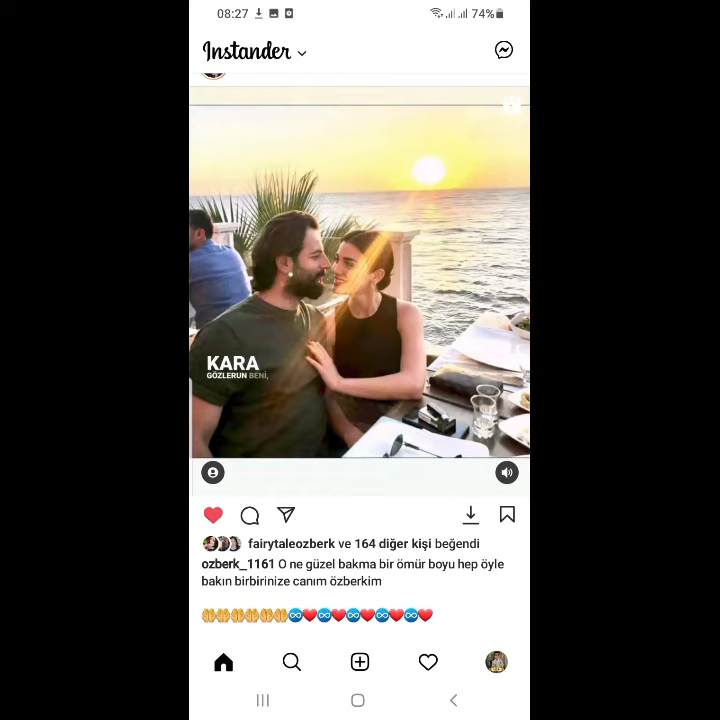 08:27
74%
Instander
KARA
GÖZLERUN BENİ,
fairytaleozberk ve 164 diğer kişi beğendi
ozberk_1161 O ne güzel bakma bir ömür boyu hep öyle
bakın birbirinize canım özberkim